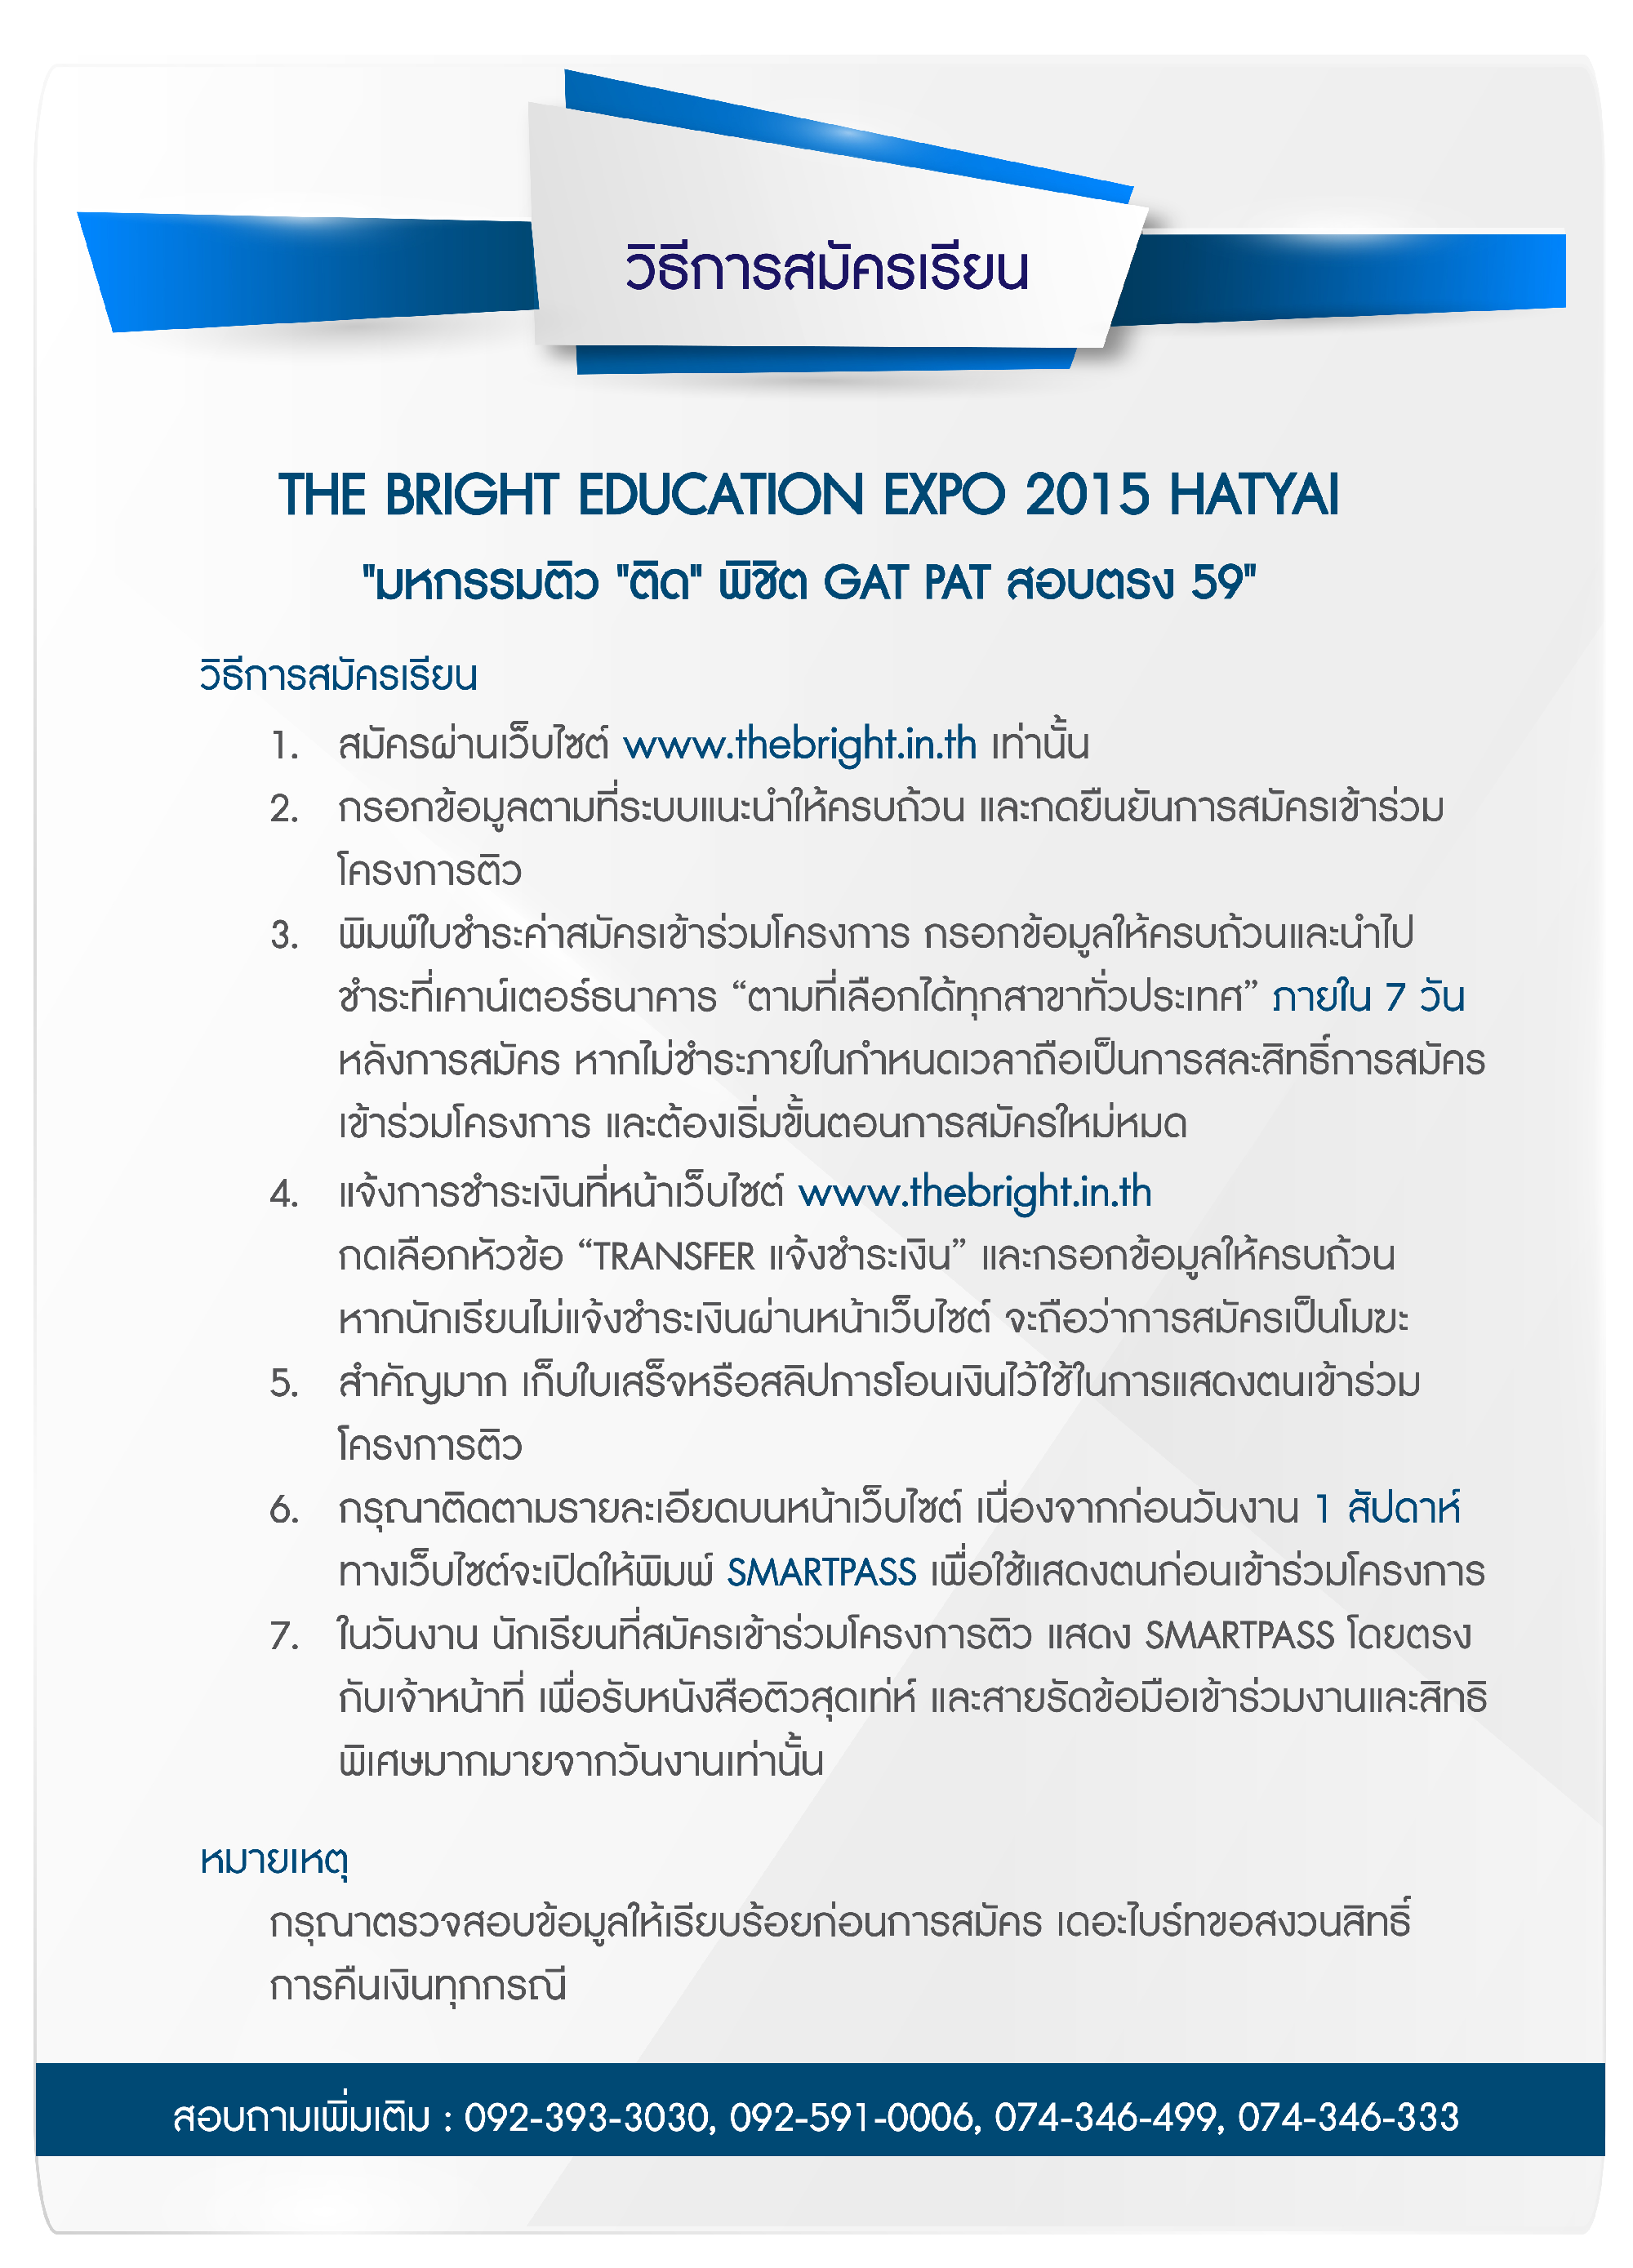 วิธีการสมัครเรียน
THE BRIGHT EDUCATION EXPO 2015 HATYAI
"มหกรรมติว "ติด" พิชิต GAT PAT สอบตรง 59"
วิธีการสมัครเรียน
1. สมัครผ่านเว็บไซต์ www.thebright.in.th เท่านั้น
2. กรอกข้อมูลตามที่ระบบแนะนำให้ครบถ้วน และกดยืนยันการสมัครเข้าร่วม
โครงการติว
3. พิมพ์ใบชำระค่าสมัครเข้าร่วมโครงการ กรอกข้อมูลให้ครบถ้วนและนำไป
ชำระที่เคาน์เตอร์ธนาคาร “ตามที่เลือกได้ทุกสาขาทั่วประเทศ” ภายใน 7 วัน
หลังการสมัคร หากไม่ชำระภายในกำหนดเวลาถือเป็นการสละสิทธิ์การสมัคร
เข้าร่วมโครงการ และต้องเริ่มขั้นตอนการสมัครใหม่หมด
4. แจ้งการชำระเงินที่หน้าเว็บไซต์ www.thebright.in.th
กดเลือกหัวข้อ “TRANSFER แจ้งชำระเงิน” และกรอกข้อมูลให้ครบถ้วน
หากนักเรียนไม่แจ้งชำระเงินผ่านหน้าเว็บไซต์ จะถือว่าการสมัครเป็นโมฆะ
5. สำคัญมาก เก็บใบเสร็จหรือสลิปการโอนเงินไว้ใช้ในการแสดงตนเข้าร่วม
โครงการติว
6. กรุณาติดตามรายละเอียดบนหน้าเว็บไซต์ เนื่องจากก่อนวันงาน 1 สัปดาห์
ทางเว็บไซต์จะเปิดให้พิมพ์ SMARTPASS เพื่อใช้แสดงตนก่อนเข้าร่วมโครงการ
7. ในวันงาน นักเรียนที่สมัครเข้าร่วมโครงการติว แสดง SMARTPASS โดยตรง
กับเจ้าหน้าที่ เพื่อรับหนังสือติวสุดเท่ห์ และสายรัดข้อมือเข้าร่วมงานและสิทธิ
พิเศษมากมายจากวันงานเท่านั้น
หมายเหตุ
กรุณาตรวจสอบข้อมูลให้เรียบร้อยก่อนการสมัคร เดอะไบร์ทขอสงวนสิทธิ์
การคืนเงินทุกกรณี
สอบถามเพิ่มเติม : 092-393-3030, 092-591-0006, 074-346-499, 074-346-333